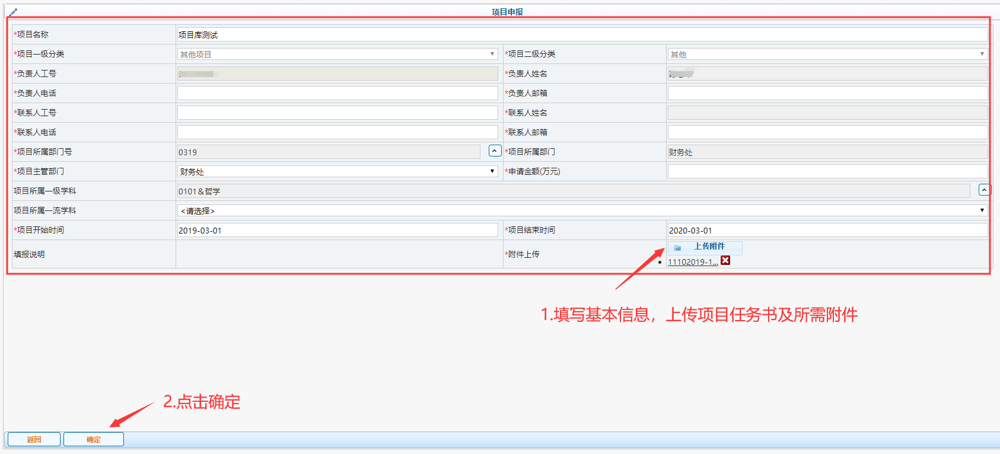 项目申报
*项目名称 项目库测试
*项目一级分类 其他项目 *项目二级分类 其他
*负责人工号 *负责人姓名
*负责人电话 *负责人邮箱
*联系人工号 *联系人姓名
*联系人电话 *联系人邮箱
*项目所属部门号 0319 *项目所属部门 财务处
*项目主管部门 财务处 *申请金额(万元)
项目所属一级学科 0101&哲学
项目所属一流学科 <请选择>
*项目开始时间 2019-03-01 *项目结束时间 2020-03-01
填报说明 *附件上传 上传附件
11102019-1...
1.填写基本信息，上传项目任务书及所需附件
2.点击确定
返回 确定